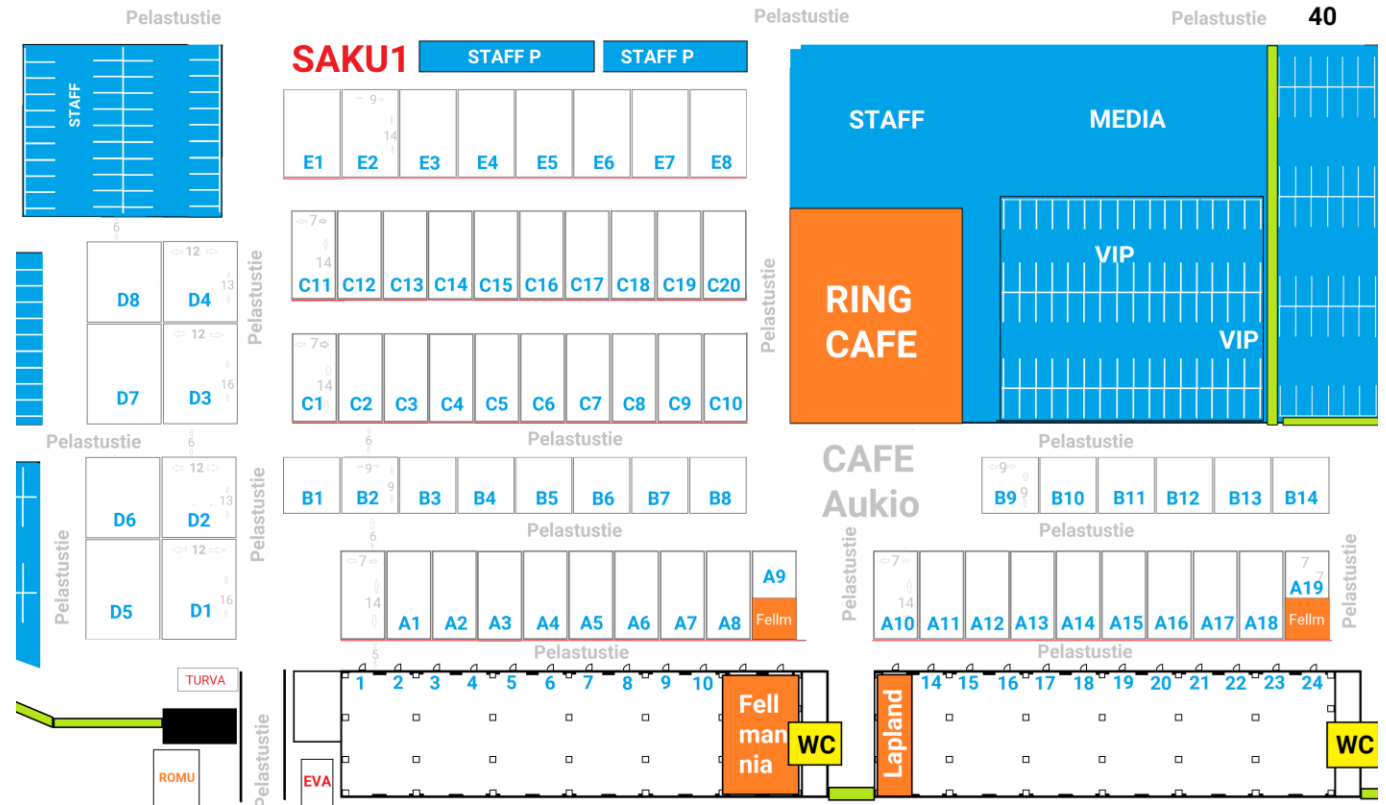 Pelastustie
Pelastustie
Pelastustie
40
SAKU1
STAFF P
STAFF P
STAFF
9
14
E1
E2
E3
E4
E5
E6
E7
E8
STAFF
MEDIA
6
12
13
D8
D4
Pelastustie
7
14
C11
C12
C13
C14
C15
C16
C17
C18
C19
C20
Pelastustie
RING
CAFE
VIP
VIP
12
16
D7
D3
7
14
C1
C2
C3
C4
C5
C6
C7
C8
C9
C10
Pelastustie
6
6
Pelastustie
Pelastustie
CAFE
Aukio
12
13
D6
D2
Pelastustie
9
9
B1
B2
B3
B4
B5
B6
B7
B8
9
9
B9
B10
B11
B12
B13
B14
6
Pelastustie
Pelastustie
Pelastustie
12
16
D5
D1
7
14
A1
A2
A3
A4
A5
A6
A7
A8
A9
Fellm
Pelastustie
7
14
A10
A11
A12
A13
A14
A15
A16
A17
A18
7
7
A19
Fellm
Pelastustie
5
Pelastustie
Pelastustie
TURVA
ROMU
Pelastustie
EVA
1
2
3
4
5
6
7
8
9
10
Fell
man
nia
WC
Lapland
14
15
16
17
18
19
20
21
22
23
24
WC